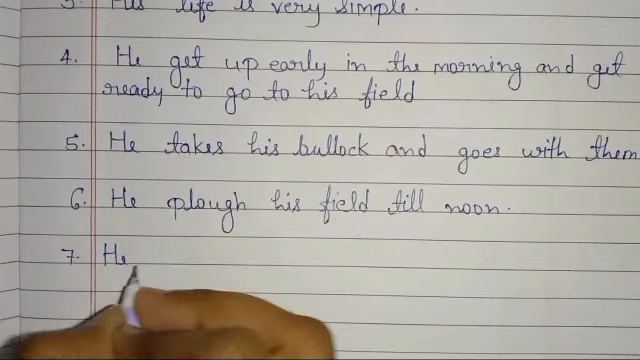 3. His life is very simple.
4. He get up early in the morning and get
ready to go to his field
5. He takes his bullock and goes with them
6. He plough his field till noon.
7. He